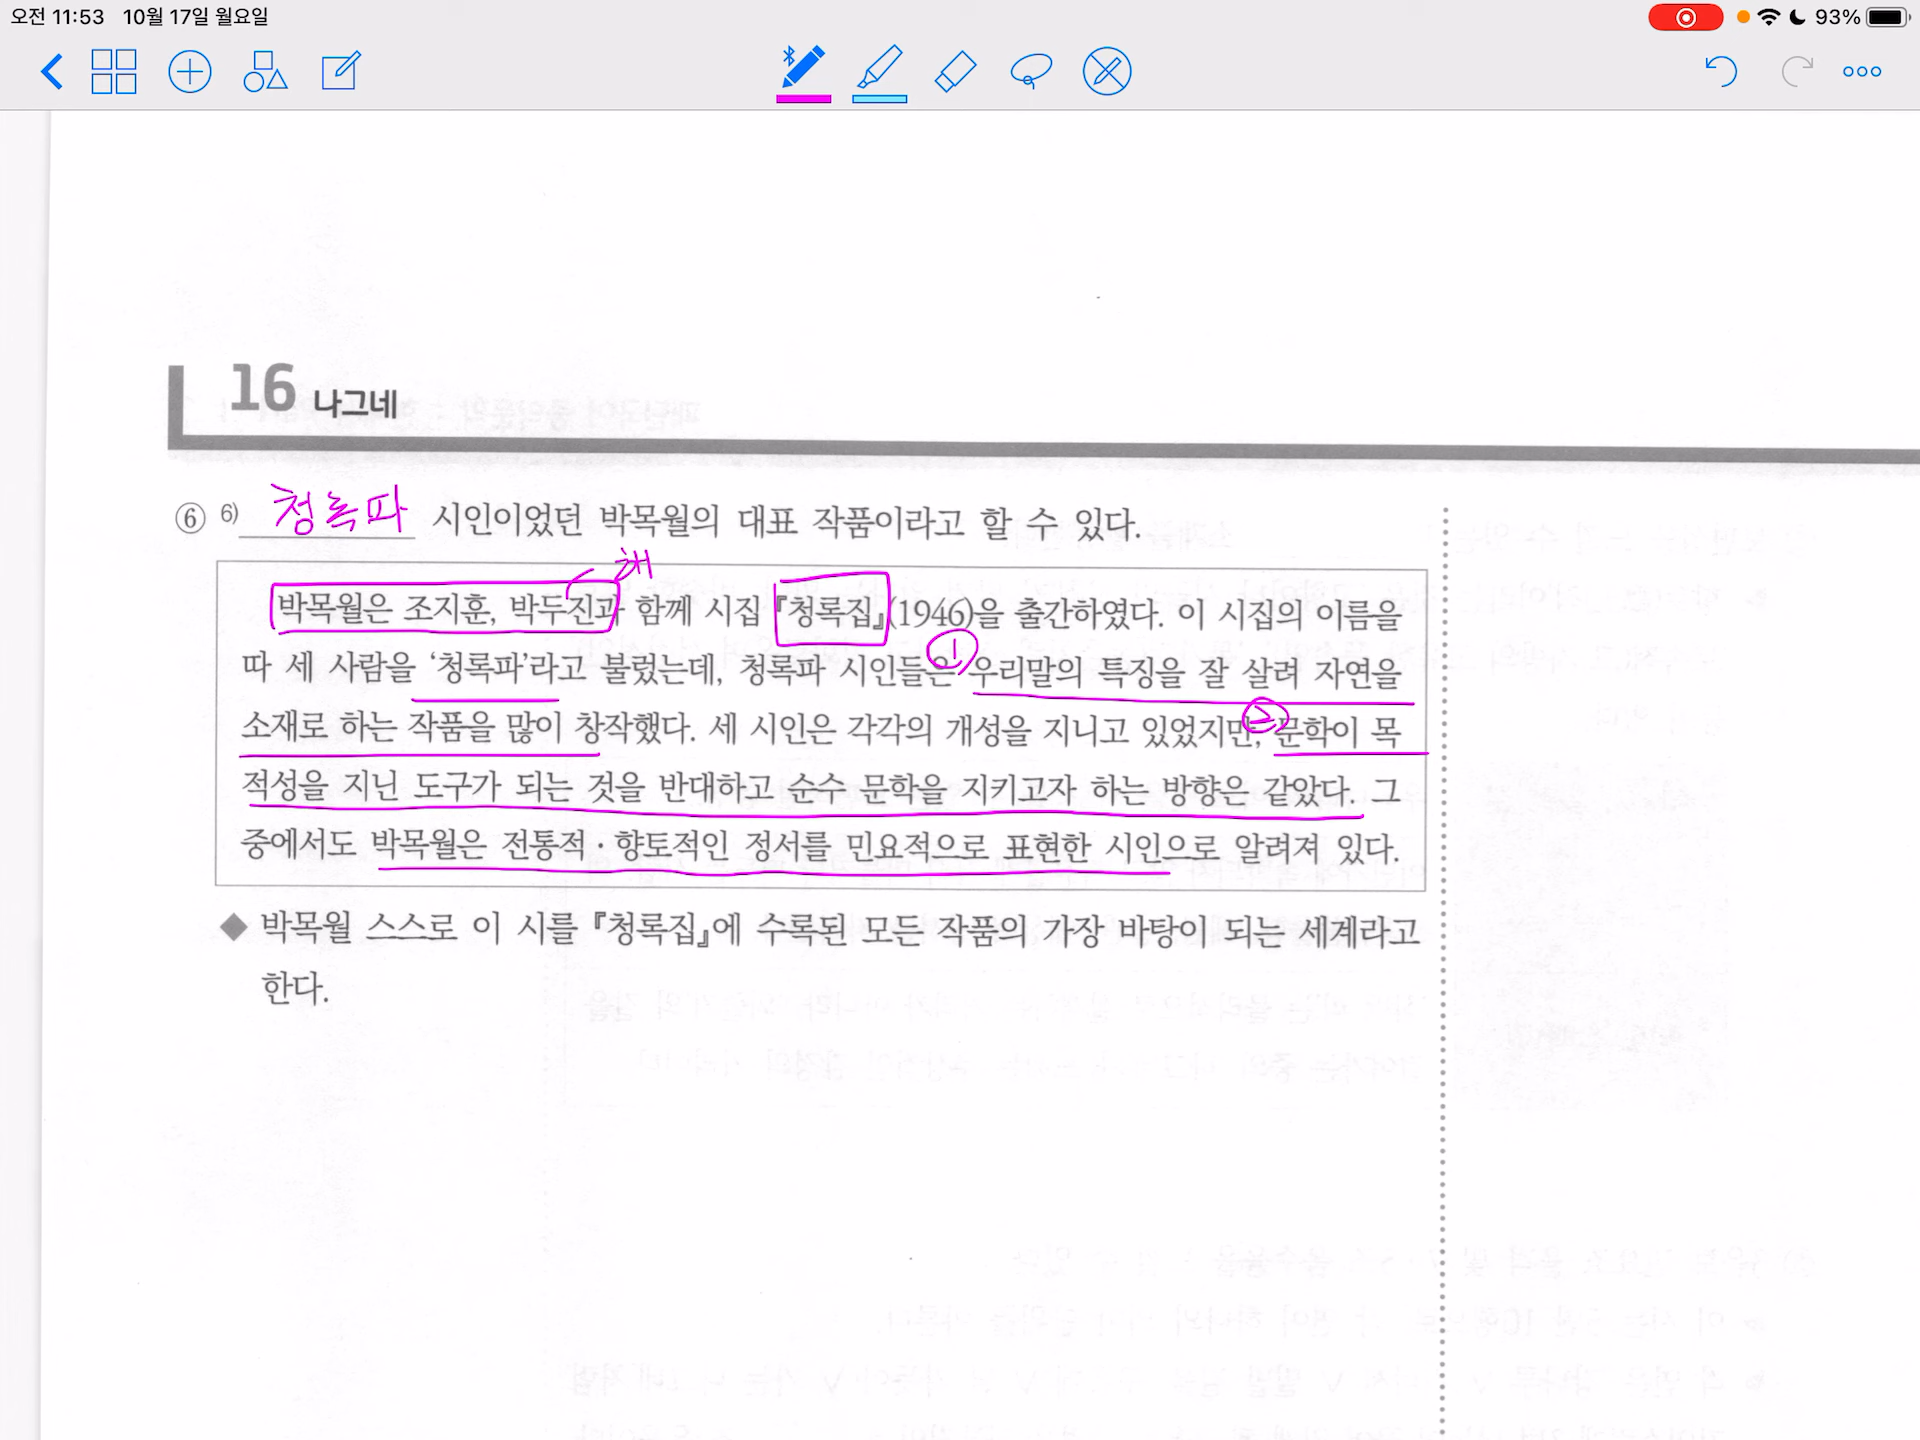 오전 11:53 10월 17일 월요일 93%
16 나그네
⑥ 6) 청록파 시인이었던 박목월의 대표 작품이라고 할 수 있다.
해
박목월은 조지훈, 박두진과 함께 시집 『청록집』(1946)을 출간하였다. 이 시집의 이름을
따 세 사람을 ‘청록파’라고 불렀는데, 청록파 시인들은 ① 우리말의 특징을 잘 살려 자연을
소재로 하는 작품을 많이 창작했다. 세 시인은 각각의 개성을 지니고 있었지만, ② 문학이 목
적성을 지닌 도구가 되는 것을 반대하고 순수 문학을 지키고자 하는 방향은 같았다. 그
중에서도 박목월은 전통적·향토적인 정서를 민요적으로 표현한 시인으로 알려져 있다.
◆ 박목월 스스로 이 시를 『청록집』에 수록된 모든 작품의 가장 바탕이 되는 세계라고
한다.